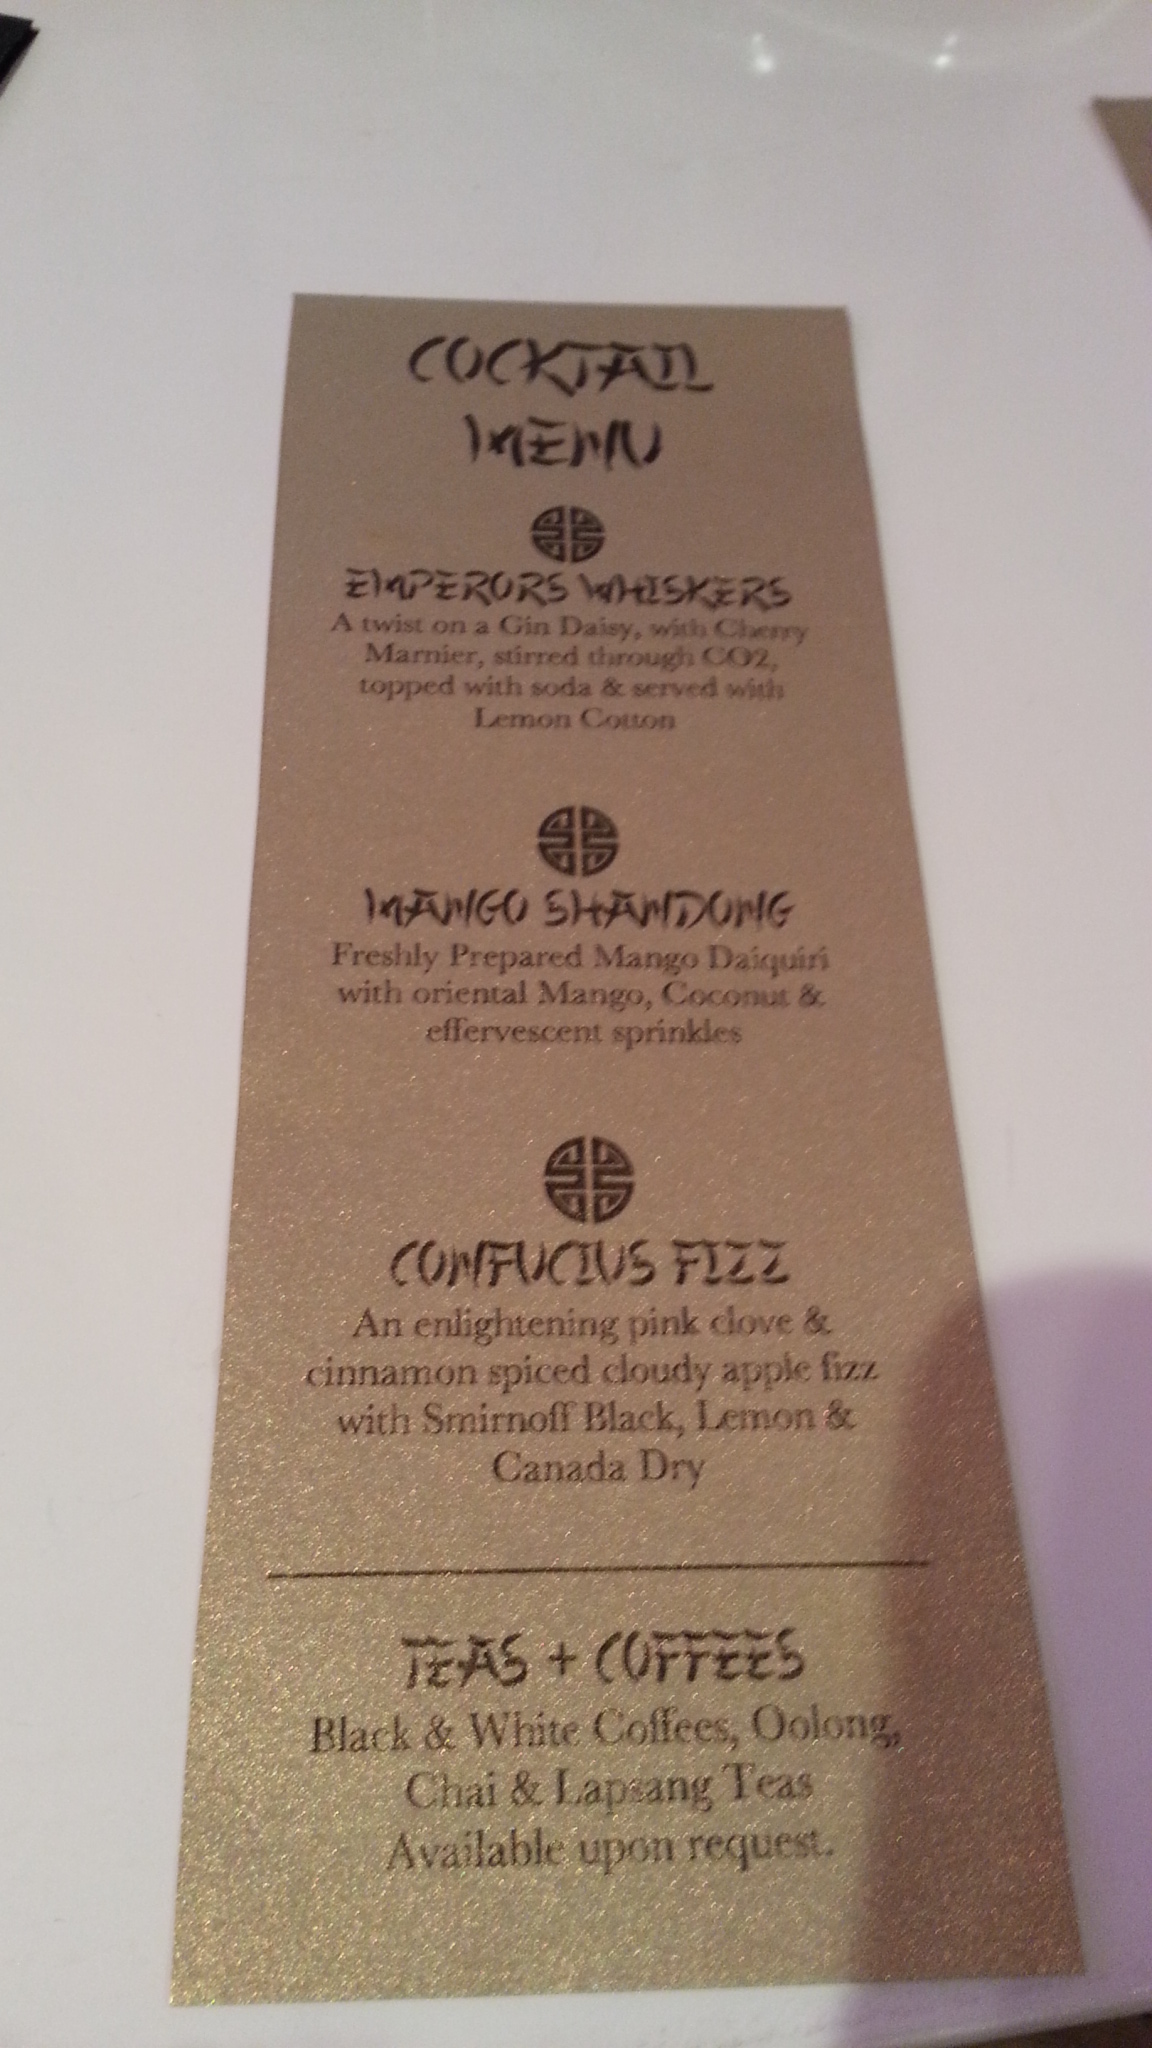 COCKTAIL
MENU
EMPERORS WHISKERS
A twist on a Gin Daisy, with Cherry
Marnier, stirred through CO2,
topped with soda & served with
Lemon Cotton
MANGO SHANDONG
Freshly Prepared Mango Daiquiri
with oriental Mango, Coconut &
effervescent sprinkles
CONFUCIUS FIZZ
An enlightening pink clove &
cinnamon spiced cloudy apple fizz
with Smirnoff Black, Lemon &
Canada Dry
TEAS + COFFEES
Black & White Coffees, Oolong,
Chai & Lapsang Teas
Available upon request.